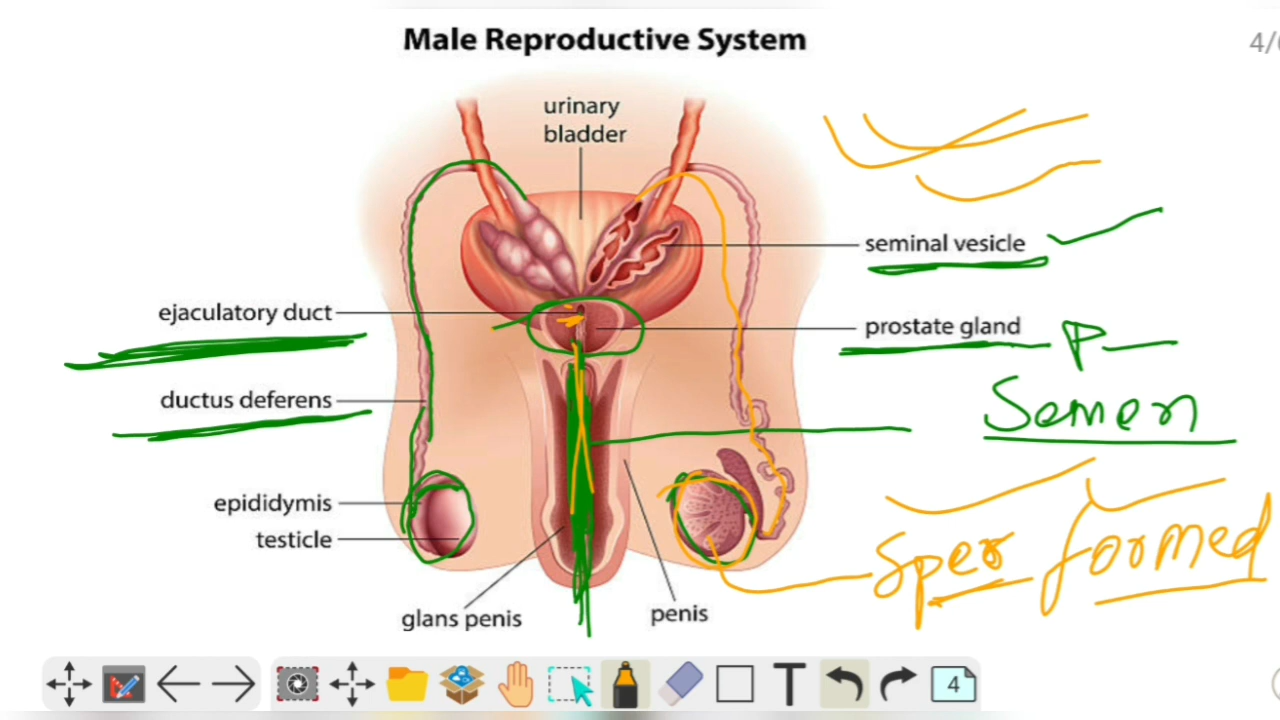 Male Reproductive System
4/
urinary
bladder
seminal vesicle
ejaculatory duct
prostate gland
P
Semen
ductus deferens
epididymis
testicle
Sper formed
glans penis
penis
T
4